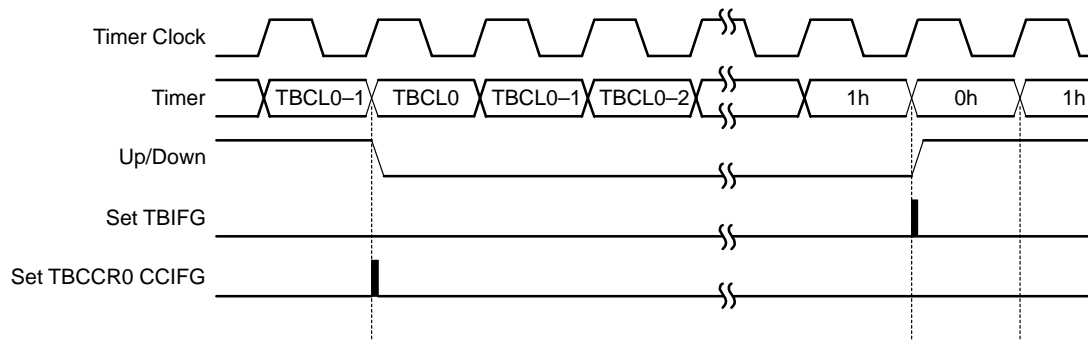 Timer Clock
Timer TBCL0–1 TBCL0 TBCL0–1 TBCL0–2 1h 0h 1h
Up/Down
Set TBIFG
Set TBCCR0 CCIFG